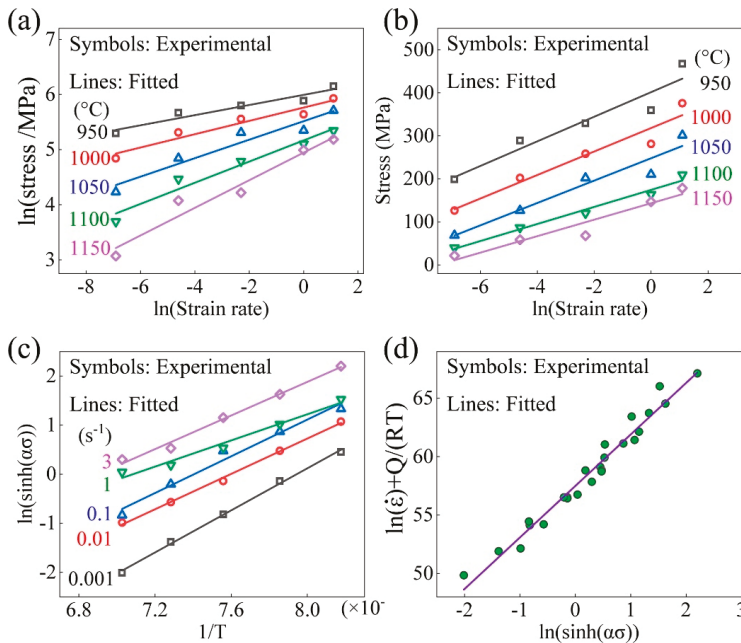 (a)
Symbols: Experimental
Lines: Fitted
(°C)
950
1000
1050
1100
1150
ln(stress /MPa)
6
5
4
3
-8 -6 -4 -2 0 2
ln(Strain rate)
(b)
Symbols: Experimental
Lines: Fitted
(°C)
950
1000
1050
1100
1150
Stress (MPa)
500
400
300
200
100
0
-8 -6 -4 -2 0 2
ln(Strain rate)
(c)
Symbols: Experimental
Lines: Fitted
(s⁻¹)
3
1
0.1
0.01
0.001
ln(sinh(ασ))
2
1
0
-1
-2
6.8 7.2 7.6 8.0 (×10⁻
1/T
(d)
Symbols: Experimental
Lines: Fitted
ln(ε̇)+Q/(RT)
65
60
55
50
-2 -1 0 1 2 3
ln(sinh(ασ))